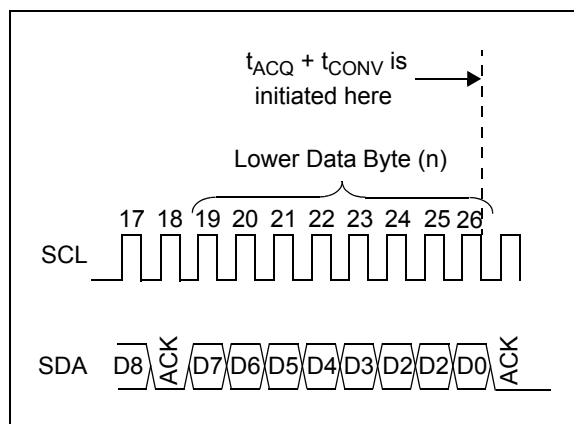 tACQ + tCONV is
initiated here
Lower Data Byte (n)
17 18 19 20 21 22 23 24 25 26
SCL
SDA D8 ACK D7 D6 D5 D4 D3 D2 D2 D0 ACK